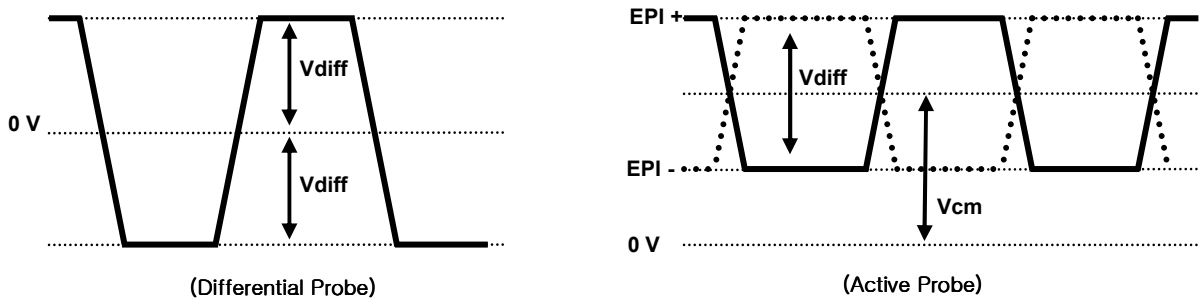 Vdiff
0 V
Vdiff
(Differential Probe)
EPI +
Vdiff
EPI -
Vcm
0 V
(Active Probe)